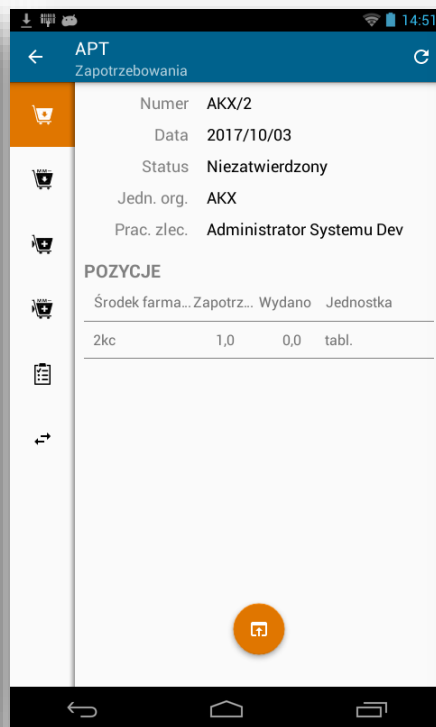 14:51
APT
Zapotrzebowania
Numer AKX/2
Data 2017/10/03
Status Niezatwierdzony
Jedn. org. AKX
Prac. zlec. Administrator Systemu Dev
POZYCJE
Środek farma... Zapotrz... Wydano Jednostka
2kc 1,0 0,0 tabl.